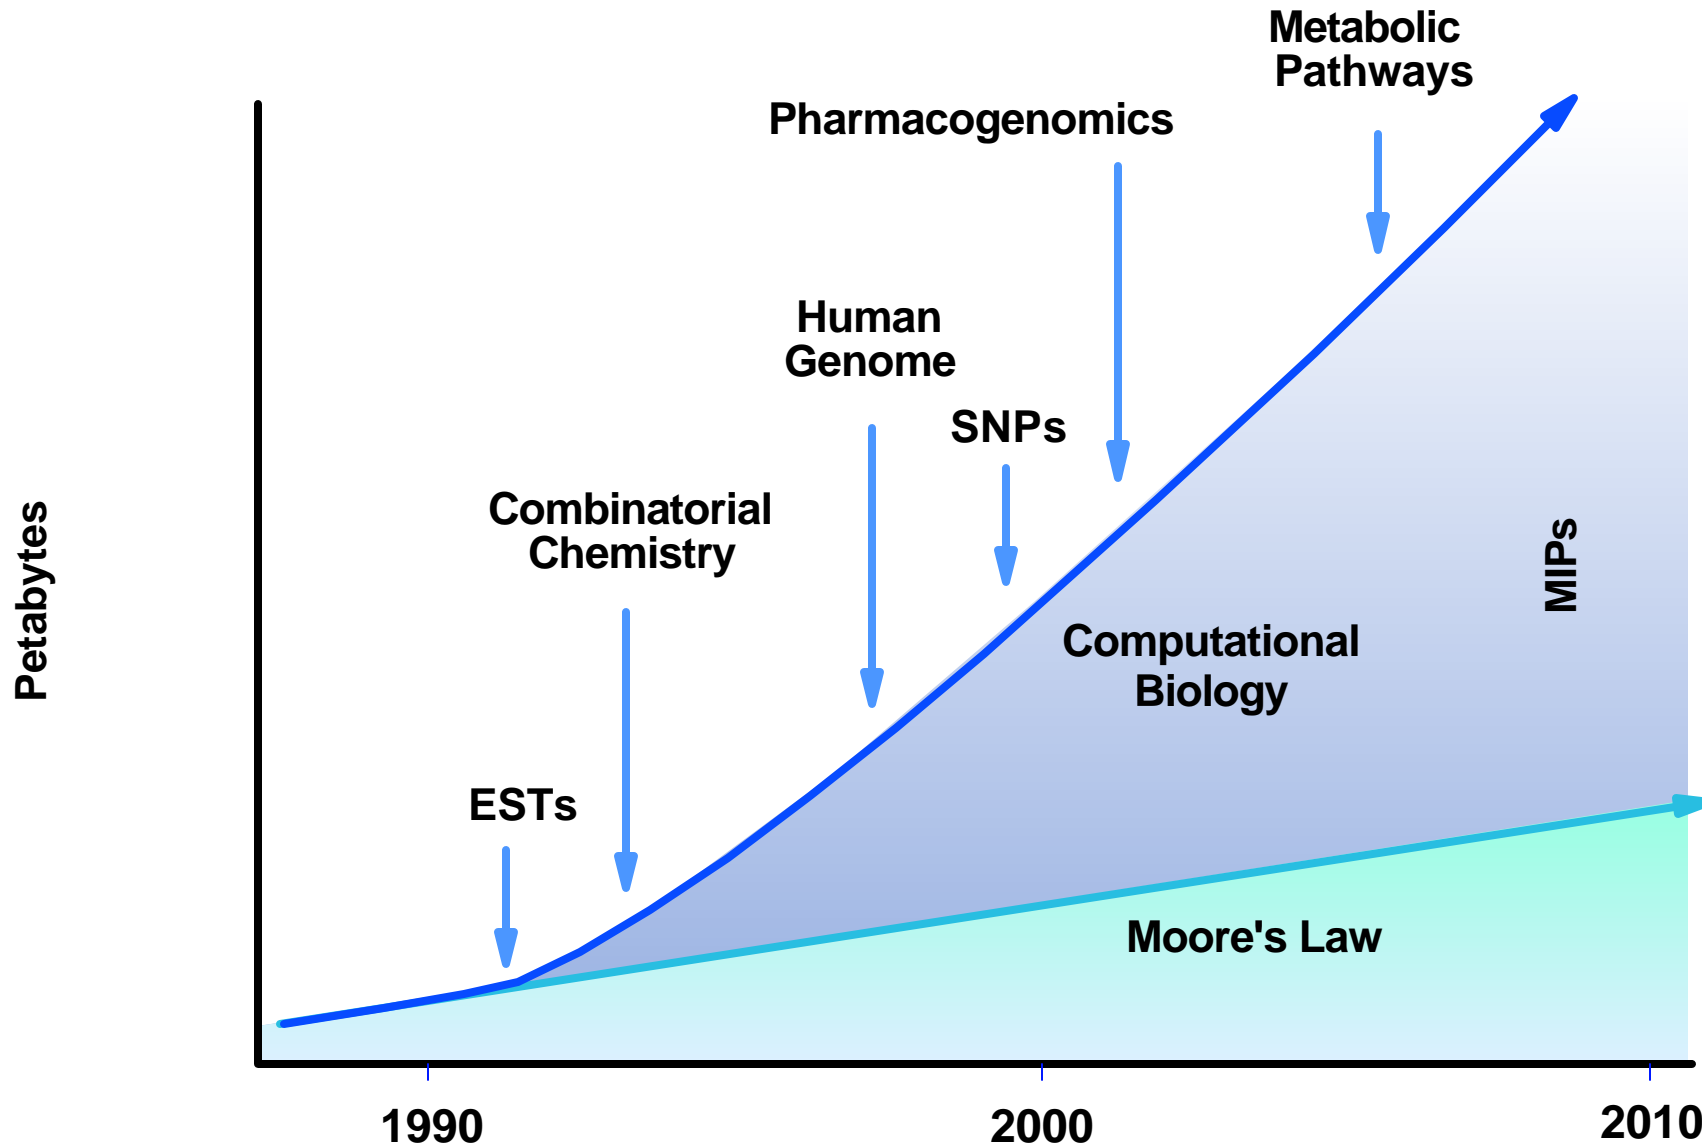 Metabolic
Pathways
Pharmacogenomics
Human
Genome
SNPs
Combinatorial
Chemistry
Petabytes
MIPs
Computational
Biology
ESTs
Moore's Law
1990
2000
2010